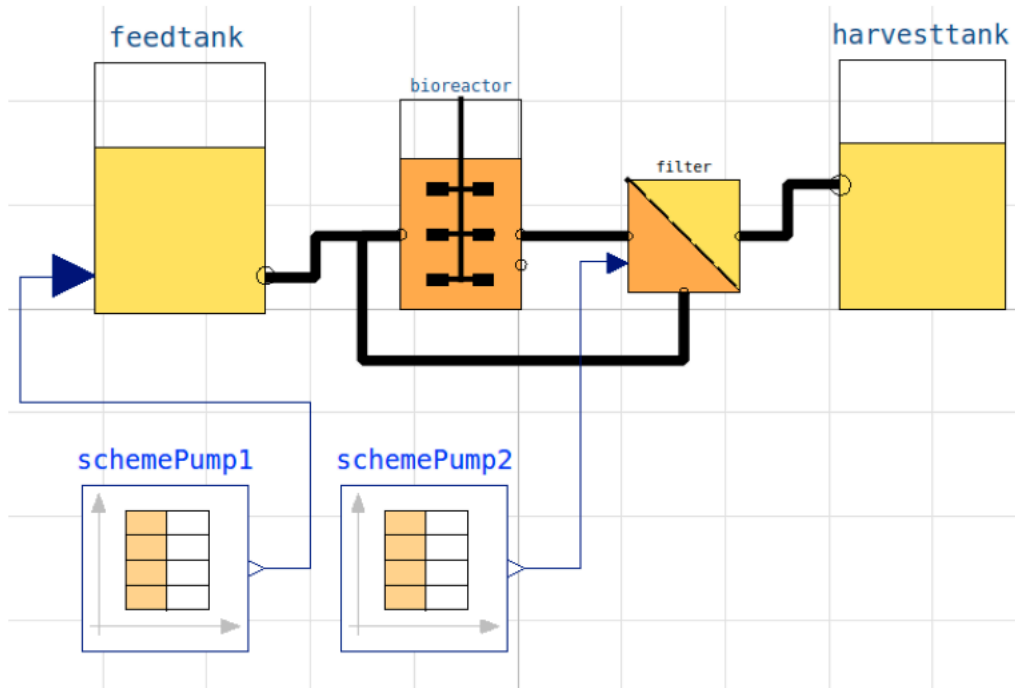 feedtank
harvesttank
bioreactor
filter
schemePump1
schemePump2